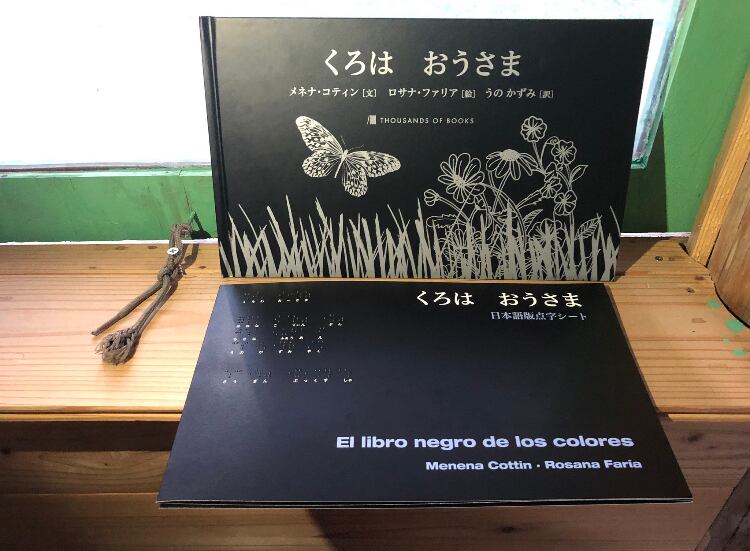 くろは　おうさま
メネナ・コティン［文］　ロサナ・ファリア［絵］　うの かずみ［訳］
THOUSANDS OF BOOKS
くろは　おうさま
日本語版点字シート
El libro negro de los colores
Menena Cottin · Rosana Faría